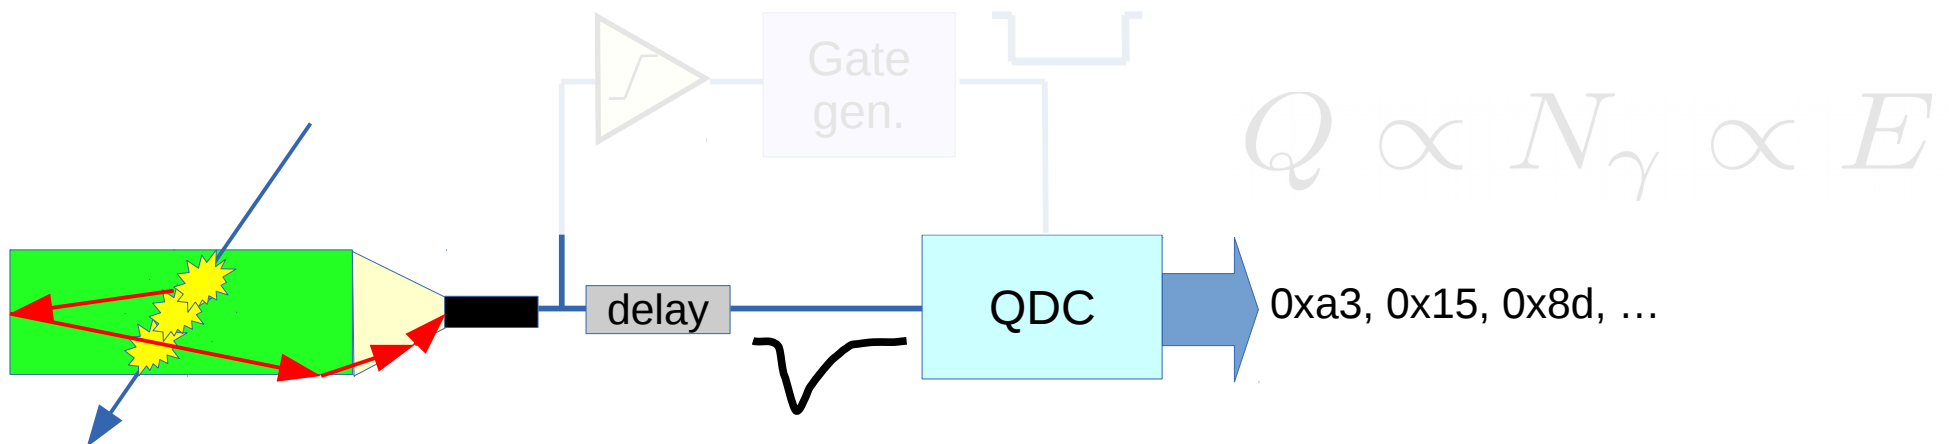 Gate
gen.
Q ∝ N_γ ∝ E
delay
QDC
0xa3, 0x15, 0x8d, …